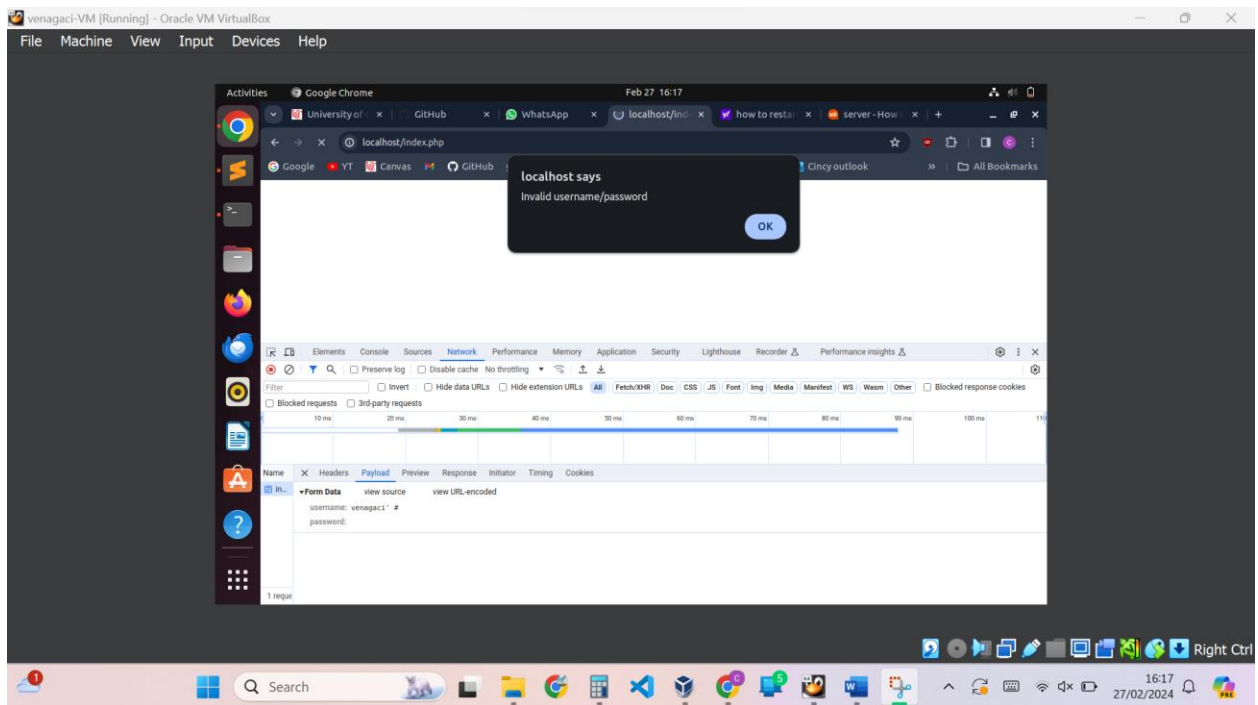 venagaci-VM [Running] - Oracle VM VirtualBox
File Machine View Input Devices Help
Activities Google Chrome Feb 27 16:17
University of GitHub WhatsApp localhost/ind how to restar server - How
localhost/index.php
Google YT Canvas GitHub Cincy outlook » All Bookmarks
localhost says
Invalid username/password
OK
Elements Console Sources Network Performance Memory Application Security Lighthouse Recorder Performance insights
Preserve log Disable cache No throttling
Filter Invert Hide data URLs Hide extension URLs All Fetch/XHR Doc CSS JS Font Img Media Manifest WS Wasm Other Blocked response cookies
Blocked requests 3rd-party requests
10 ms 20 ms 30 ms 40 ms 50 ms 60 ms 70 ms 80 ms 90 ms 100 ms 110
Name X Headers Payload Preview Response Initiator Timing Cookies
in... Form Data view source view URL-encoded
username: venagaci' #
password:
1 reque
Right Ctrl
1 Search 16:17
27/02/2024 PRE